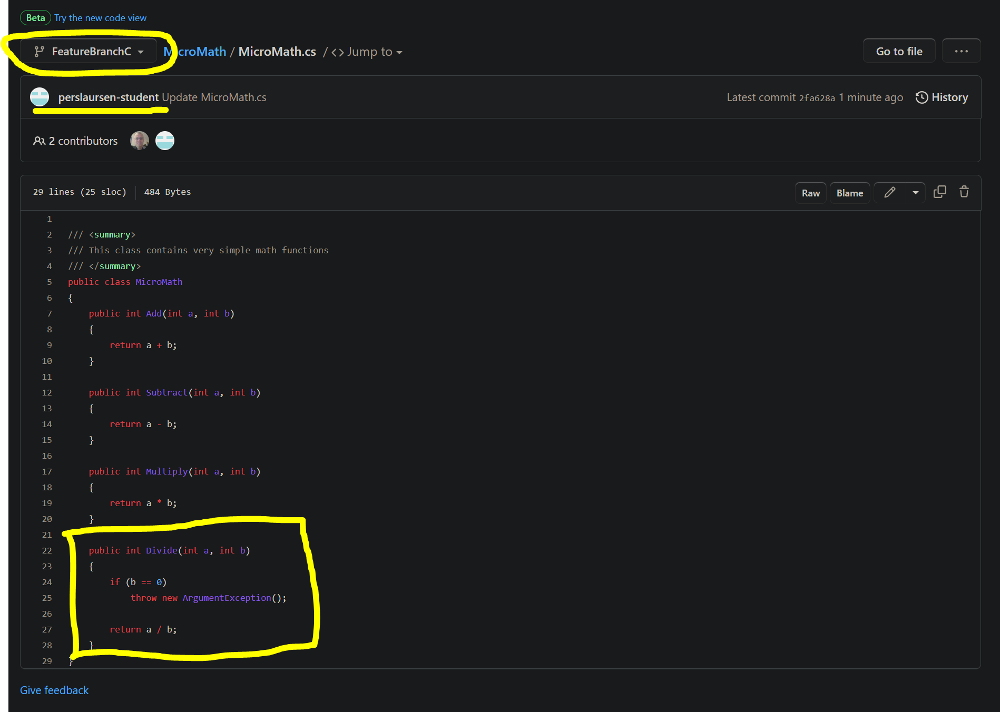 Beta Try the new code view
FeatureBranchC MicroMath / MicroMath.cs / <> Jump to Go to file ...
perslaursen-student Update MicroMath.cs Latest commit 2fa628a 1 minute ago History
2 contributors
29 lines (25 sloc) 484 Bytes Raw Blame
1
2 /// <summary>
3 /// This class contains very simple math functions
4 /// </summary>
5 public class MicroMath
6 {
7     public int Add(int a, int b)
8     {
9         return a + b;
10     }
11
12     public int Subtract(int a, int b)
13     {
14         return a - b;
15     }
16
17     public int Multiply(int a, int b)
18     {
19         return a * b;
20     }
21
22     public int Divide(int a, int b)
23     {
24         if (b == 0)
25             throw new ArgumentException();
26
27         return a / b;
28     }
29 }
Give feedback